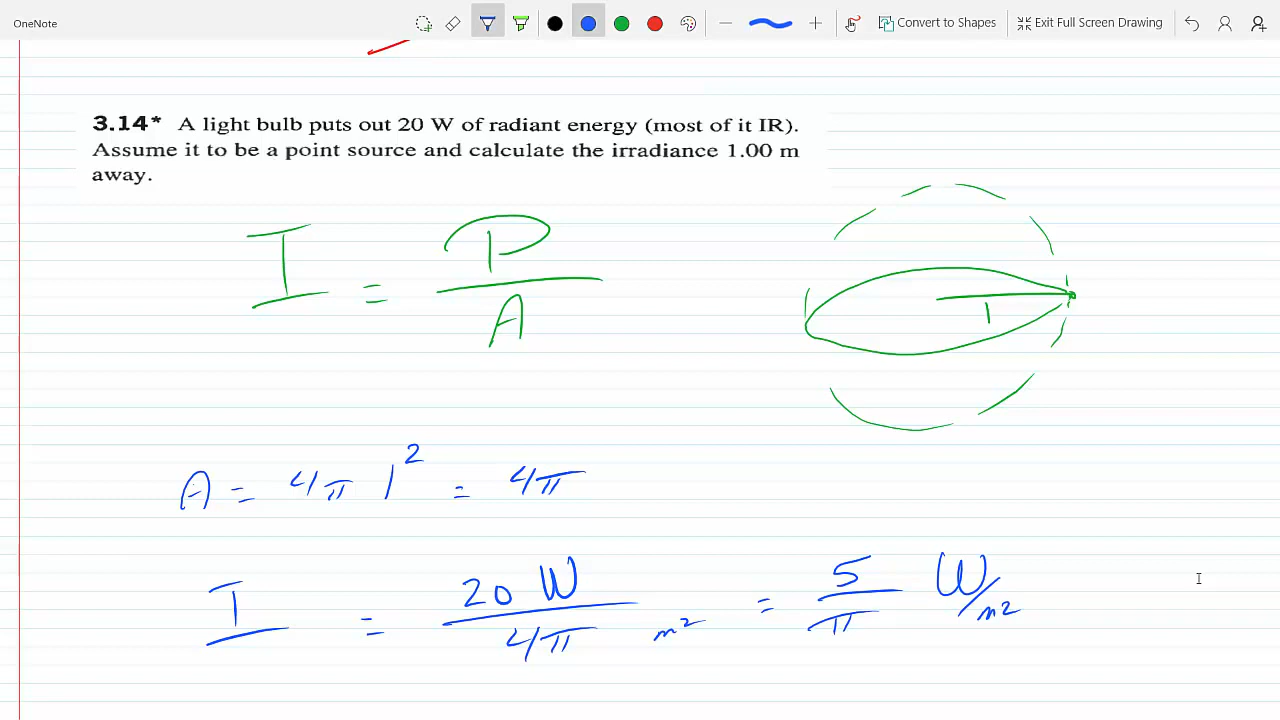 OneNote
Convert to Shapes
Exit Full Screen Drawing
3.14* A light bulb puts out 20 W of radiant energy (most of it IR).
Assume it to be a point source and calculate the irradiance 1.00 m
away.
I = P / A
1
A = 4π 1² = 4π
I = 20 W / 4π m² = 5/π W/m²